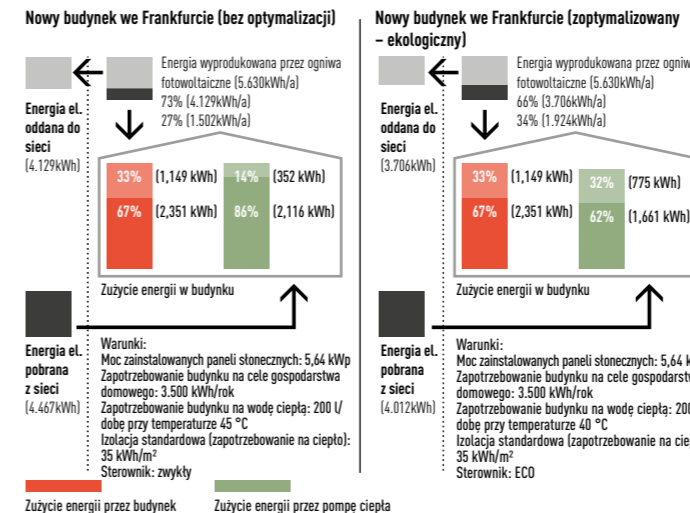 Nowy budynek we Frankfurcie (bez optymalizacji)
Energia wyprodukowana przez ogniwa
fotowoltaiczne (5.630kWh/a)
73% (4.129kWh/a)
27% (1.502kWh/a)
Energia el.
oddana do
sieci
(4.129kWh)
33% (1,149 kWh) 14% (352 kWh)
67% (2,351 kWh) 86% (2,116 kWh)
Zużycie energii w budynku
Energia el.
pobrana
z sieci
(4.467kWh)
Warunki:
Moc zainstalowanych paneli słonecznych: 5,64 kWp
Zapotrzebowanie budynku na cele gospodarstwa
domowego: 3.500 kWh/rok
Zapotrzebowanie budynku na wodę ciepłą: 200 l/
dobę przy temperaturze 45 °C
Izolacja standardowa (zapotrzebowanie na ciepło):
35 kWh/m²
Sterownik: zwykły
Nowy budynek we Frankfurcie (zoptymalizowany
– ekologiczny)
Energia wyprodukowana przez ogniw
fotowoltaiczne (5.630kWh/a)
66% (3.706kWh/a)
34% (1.924kWh/a)
Energia el.
oddana do
sieci
(3.706kWh)
33% (1,149 kWh) 32% (775 kWh)
67% (2,351 kWh) 62% (1,661 kWh)
Zużycie energii w budynku
Energia el.
pobrana
z sieci
(4.012kWh)
Warunki:
Moc zainstalowanych paneli słonecznych: 5,64 k
Zapotrzebowanie budynku na cele gospodarst
domowego: 3.500 kWh/rok
Zapotrzebowanie budynku na wodę ciepłą: 200
dobę przy temperaturze 40 °C
Izolacja standardowa (zapotrzebowanie na ciep
35 kWh/m²
Sterownik: ECO
Zużycie energii przez budynek
Zużycie energii przez pompę ciepła